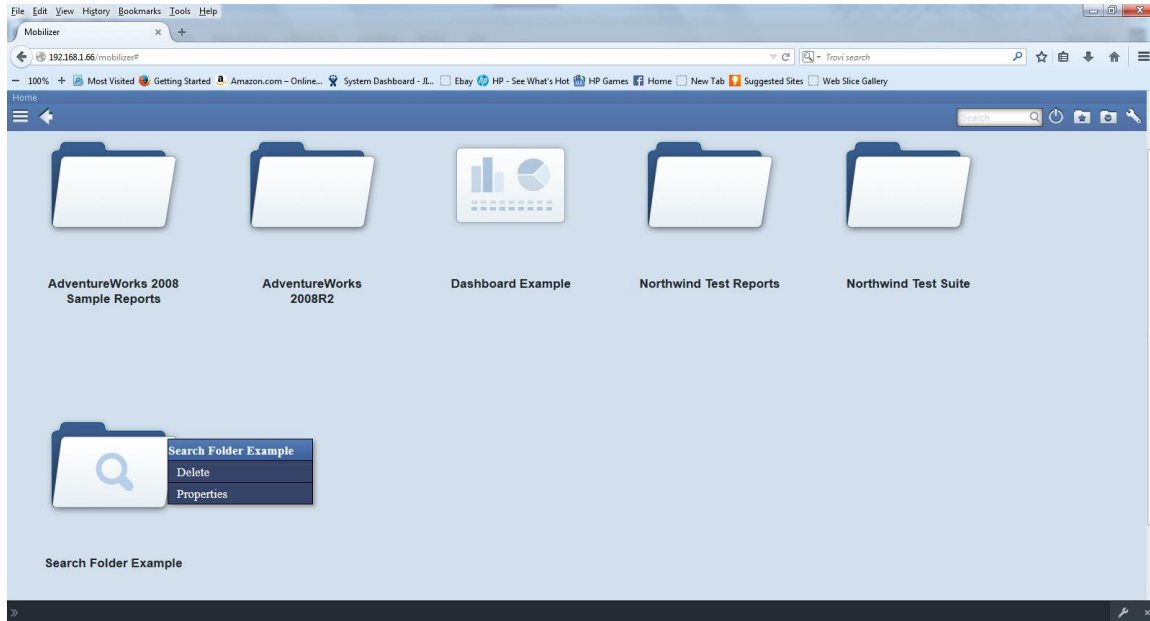 File Edit View History Bookmarks Tools Help
Mobilizer × +
192.168.1.66/mobilizer#
Trovi search
− 100% + Most Visited Getting Started Amazon.com – Online... System Dashboard - JI... Ebay HP - See What's Hot HP Games Home New Tab Suggested Sites Web Slice Gallery
Home
Search
AdventureWorks 2008
Sample Reports
AdventureWorks
2008R2
Dashboard Example
Northwind Test Reports
Northwind Test Suite
Search Folder Example
Delete
Properties
Search Folder Example